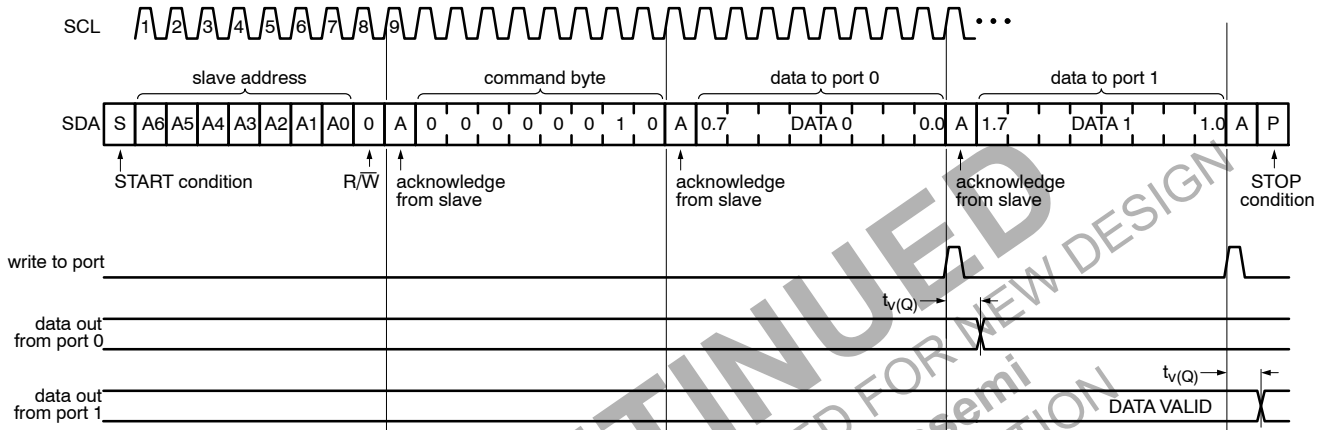 SCL 1 2 3 4 5 6 7 8 9 •••
slave address command byte data to port 0 data to port 1
SDA S A6 A5 A4 A3 A2 A1 A0 0 A 0 0 0 0 0 0 1 0 A 0.7 DATA 0 0.0 A 1.7 DATA 1 1.0 A P
START condition R/W̅ acknowledge from slave acknowledge from slave acknowledge from slave STOP condition
write to port
tv(Q)
data out from port 0
tv(Q)
data out from port 1 DATA VALID
TINUED
FOR NEW DESIGN